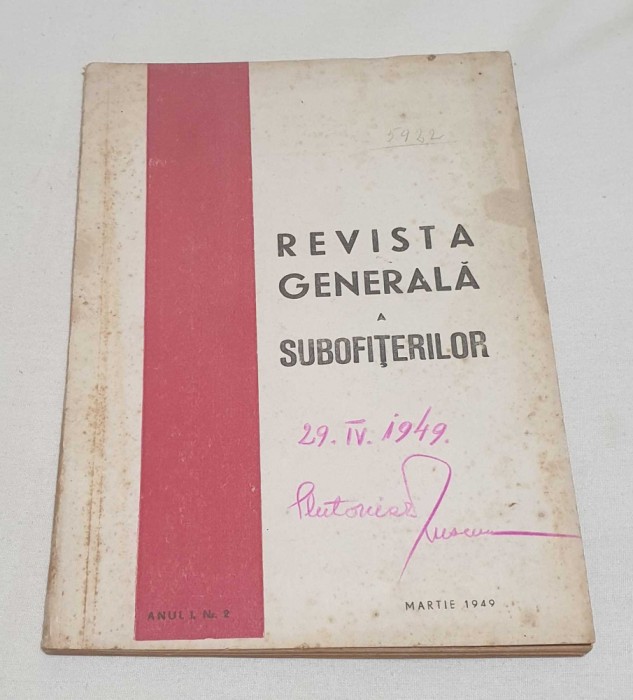 5922
REVISTA
GENERALĂ
A
SUBOFIŢERILOR
29. IV. 1949.
Plutonier
ANUL I, Nr. 2
MARTIE 1949